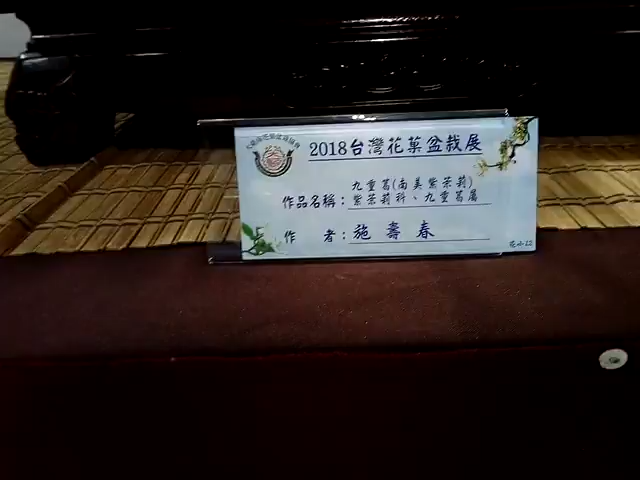 2018台灣花菓盆栽展
九重葛(南美紫茉莉)
作品名稱：紫茉莉科、九重葛屬
作 者：施 壽 春